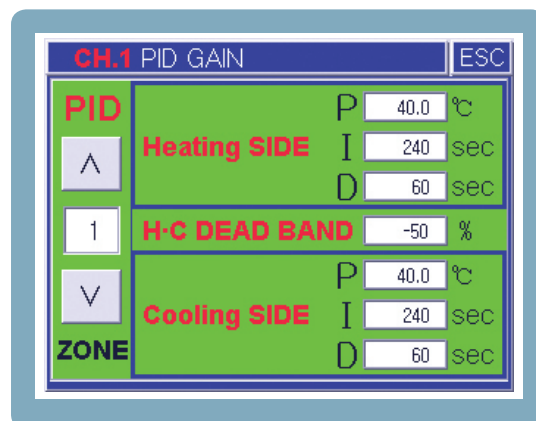 CH.1 PID GAIN ESC
PID
Heating SIDE
P 40.0 ℃
I 240 sec
D 60 sec
1
H·C DEAD BAND -50 %
Cooling SIDE
P 40.0 ℃
I 240 sec
D 60 sec
ZONE